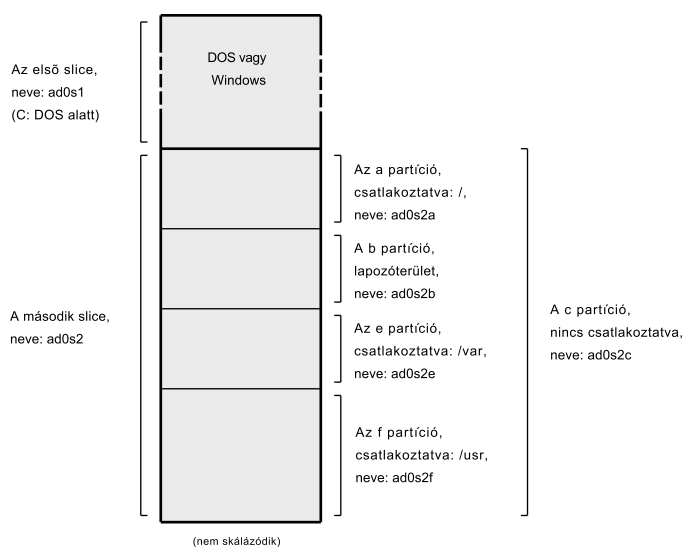 DOS vagy
Windows
Az elsõ slice,
neve: ad0s1
(C: DOS alatt)
Az a partíció,
csatlakoztatva: /,
neve: ad0s2a
A b partíció,
lapozóterület,
neve: ad0s2b
A második slice,
neve: ad0s2
Az e partíció,
csatlakoztatva: /var,
neve: ad0s2e
A c partíció,
nincs csatlakoztatva,
neve: ad0s2c
Az f partíció,
csatlakoztatva: /usr,
neve: ad0s2f
(nem skálázódik)